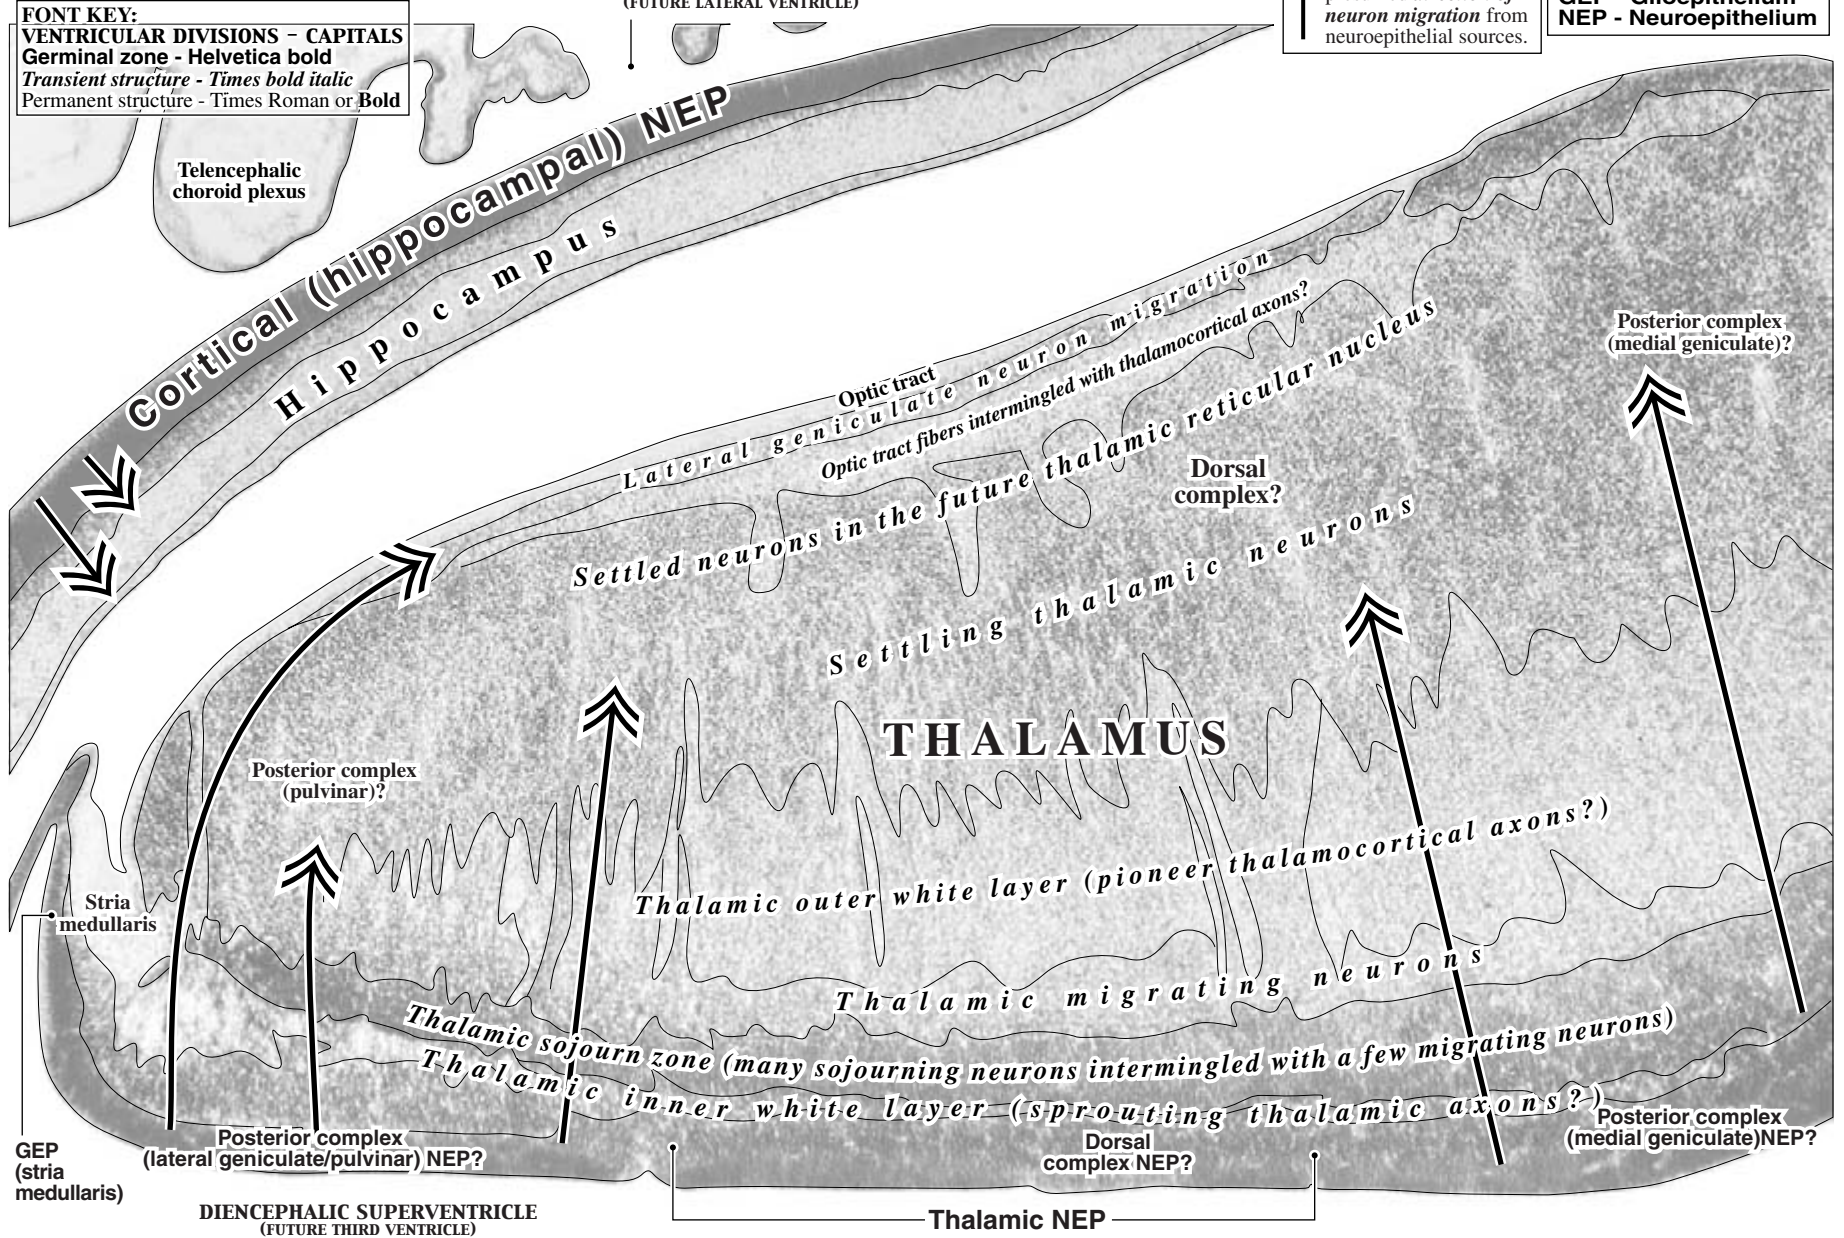 (FUTURE LATERAL VENTRICLE)
FONT KEY:
VENTRICULAR DIVISIONS – CAPITALS
Germinal zone - Helvetica bold
Transient structure - Times bold italic
Permanent structure - Times Roman or Bold
neuron migration from
neuroepithelial sources.
GEP - Glioepithelium
NEP - Neuroepithelium
Telencephalic
choroid plexus
Cortical (hippocampal) NEP
Hippocampus
Optic tract
Lateral geniculate neuron migration
Optic tract fibers intermingled with thalamocortical axons?
Settled neurons in the future thalamic reticular nucleus
Posterior complex
(medial geniculate)?
Dorsal
complex?
Settling thalamic neurons
THALAMUS
Posterior complex
(pulvinar)?
Thalamic outer white layer (pioneer thalamocortical axons?)
Stria
medullaris
Thalamic migrating neurons
Thalamic sojourn zone (many sojourning neurons intermingled with a few migrating neurons)
Thalamic inner white layer (sprouting thalamic axons?)
GEP
(stria
medullaris)
Posterior complex
(lateral geniculate/pulvinar) NEP?
Dorsal
complex NEP?
Posterior complex
(medial geniculate)NEP?
DIENCEPHALIC SUPERVENTRICLE
(FUTURE THIRD VENTRICLE)
Thalamic NEP